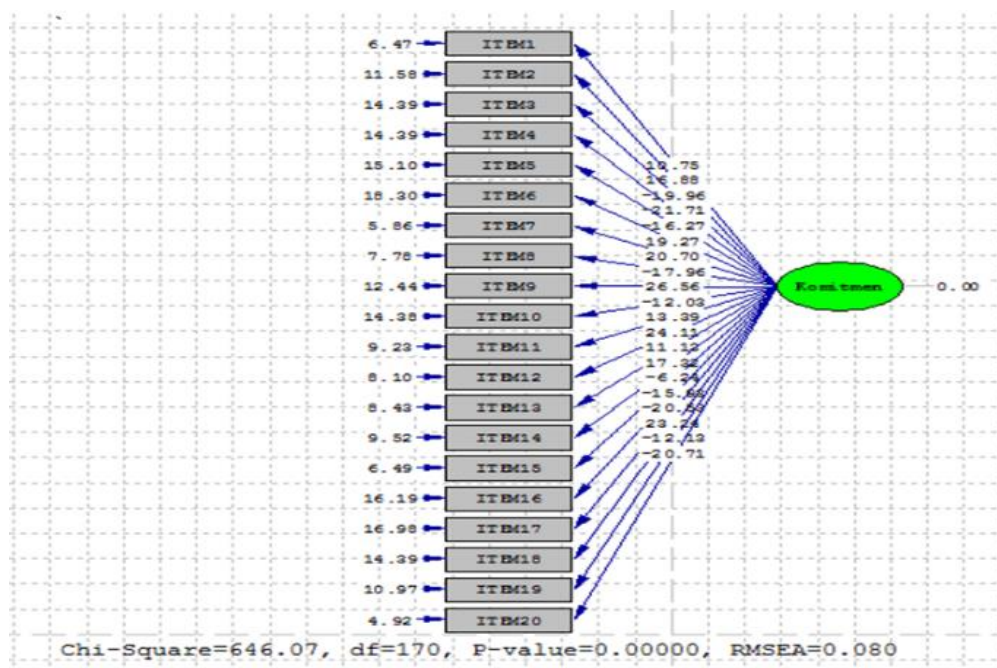 6.47 ITEM1
11.58 ITEM2
14.39 ITEM3
14.39 ITEM4
15.10 ITEM5
18.30 ITEM6
5.86 ITEM7
7.78 ITEM8
12.44 ITEM9
14.38 ITEM10
9.23 ITEM11
8.10 ITEM12
8.43 ITEM13
9.52 ITEM14
6.49 ITEM15
16.19 ITEM16
16.98 ITEM17
14.39 ITEM18
10.97 ITEM19
4.92 ITEM20
16.88
-19.96
-21.71
-16.27
19.27
20.70
-17.96
26.56
-12.03
13.39
24.11
11.13
17.32
23.24
-12.13
-20.71
Komitmen 0.00
Chi-Square=646.07, df=170, P-value=0.00000, RMSEA=0.080